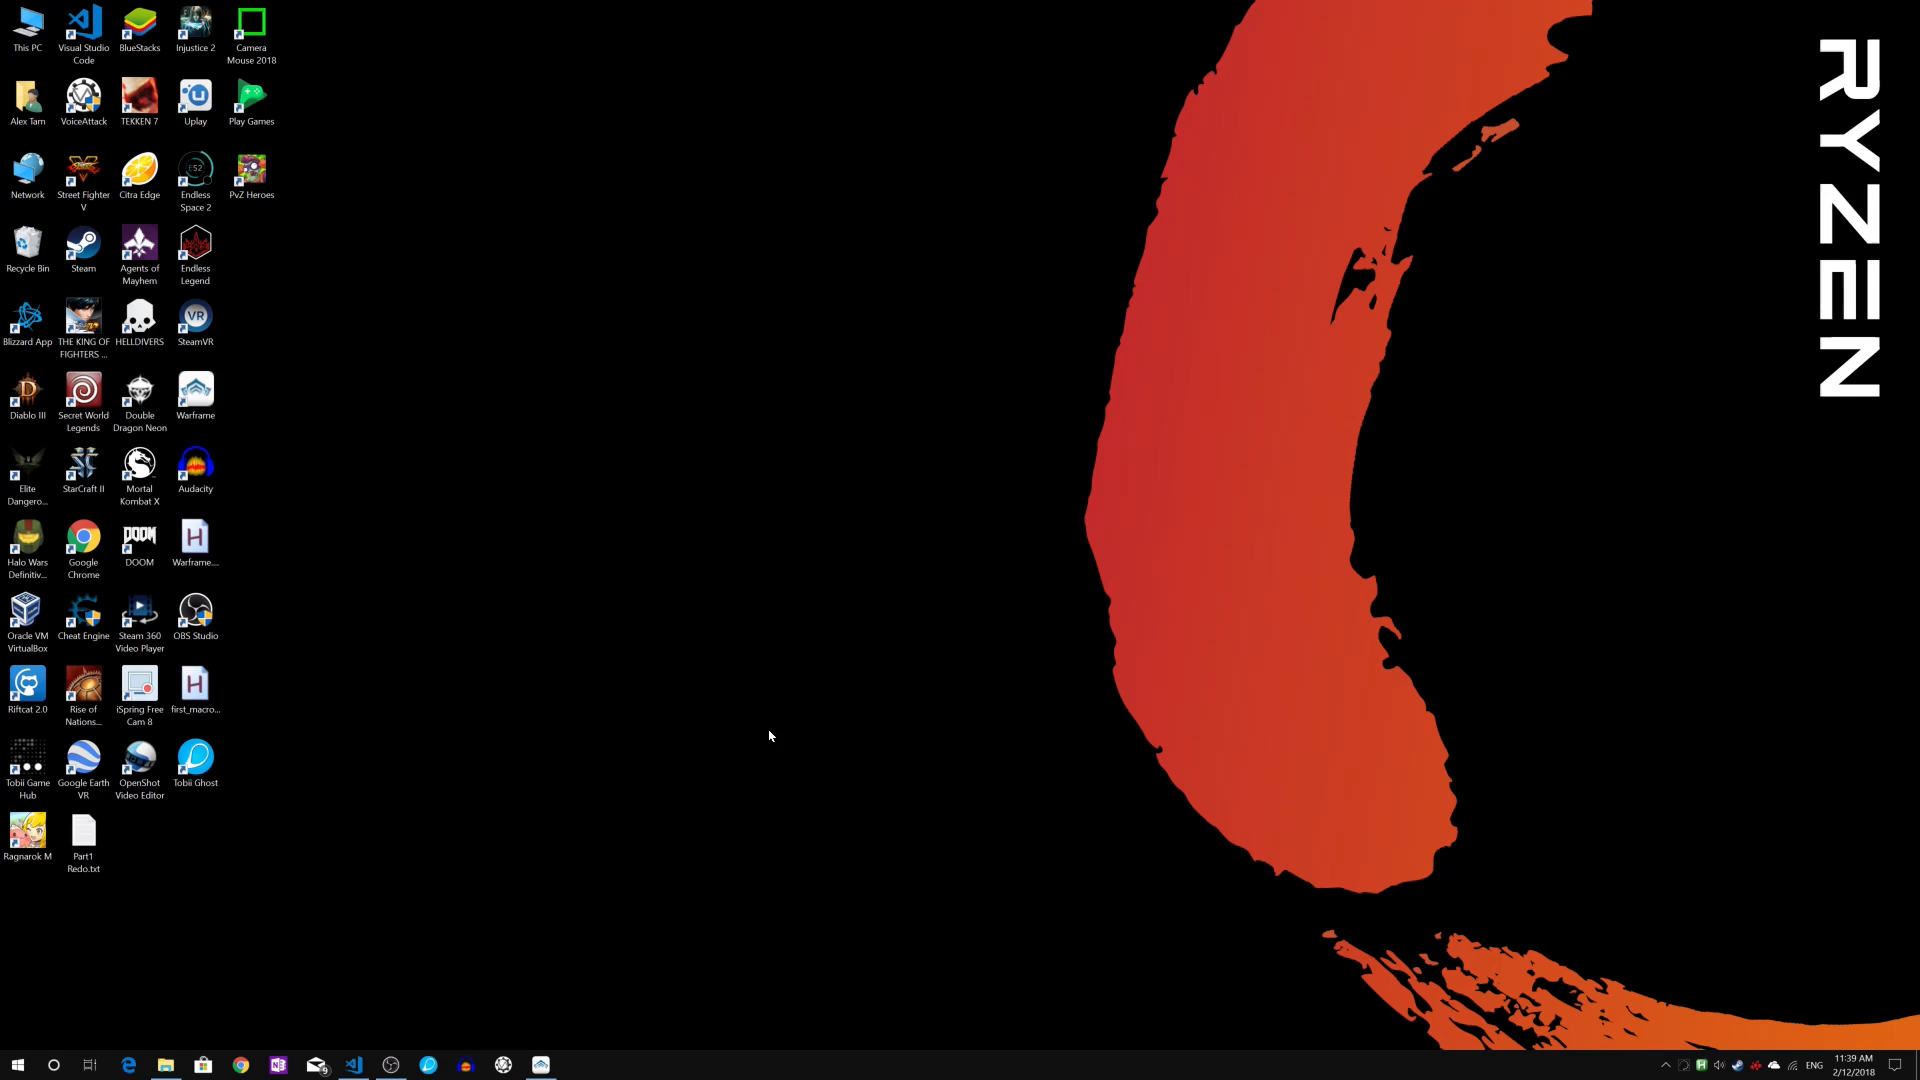 This PC
Visual Studio
Code
BlueStacks
Injustice 2
Camera
Mouse 2018
Alex Tam
VoiceAttack
TEKKEN 7
Uplay
Play Games
Network
Street Fighter
V
Citra Edge
ES2
Endless
Space 2
PvZ Heroes
Recycle Bin
Steam
Agents of
Mayhem
Endless
Legend
Blizzard App
THE KING OF
FIGHTERS ...
HELLDIVERS
VR
SteamVR
Diablo III
Secret World
Legends
Double
Dragon Neon
Warframe
Elite
Dangero...
StarCraft II
Mortal
Kombat X
Audacity
Halo Wars
Definitiv...
Google
Chrome
DOOM
DOOM
H
Warframe....
Oracle VM
VirtualBox
Cheat Engine
Steam 360
Video Player
OBS Studio
Riftcat 2.0
Rise of
Nations...
iSpring Free
Cam 8
H
first_macro...
Tobii Game
Hub
Google Earth
VR
OpenShot
Video Editor
Tobii Ghost
Ragnarok M
Part1
Redo.txt
RYZEN
9
ENG
11:39 AM
2/12/2018